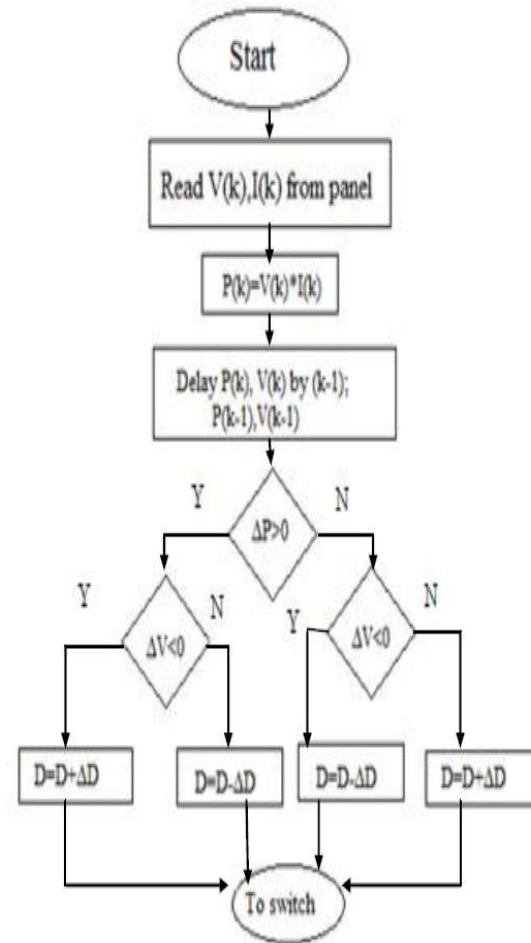 Start
Read V(k),I(k) from panel
P(k)=V(k)*I(k)
Delay P(k), V(k) by (k-1);
P(k-1),V(k-1)
Y
N
ΔP>0
Y
N
Y
N
ΔV<0
ΔV<0
D=D+ΔD
D=D-ΔD
D=D-ΔD
D=D+ΔD
To switch